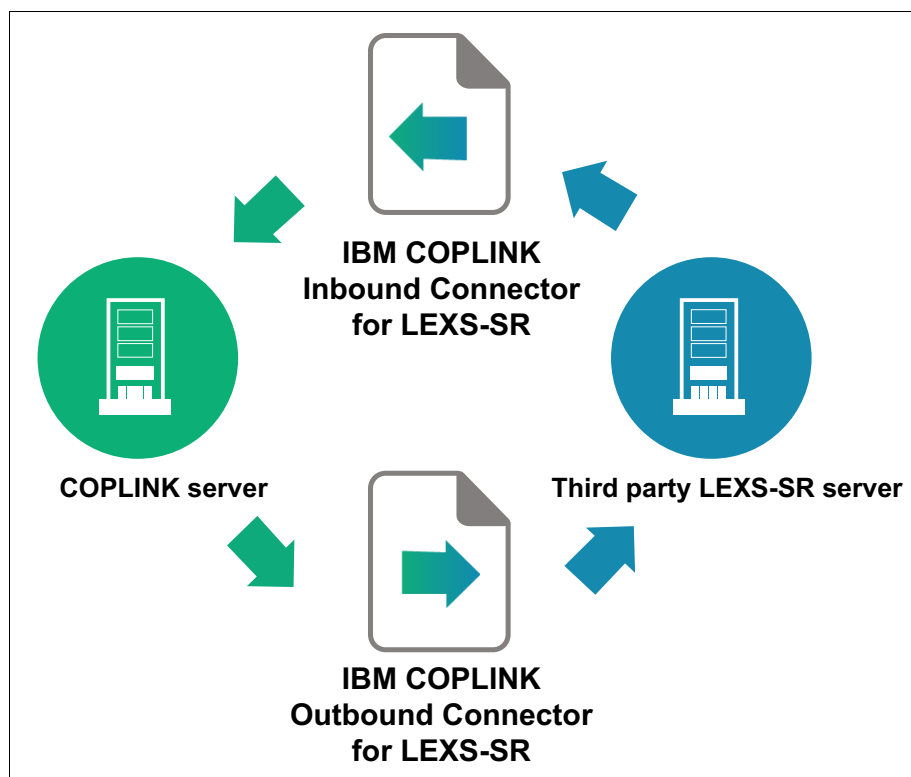 IBM COPLINK
Inbound Connector
for LEXS-SR
COPLINK server
Third party LEXS-SR server
IBM COPLINK
Outbound Connector
for LEXS-SR